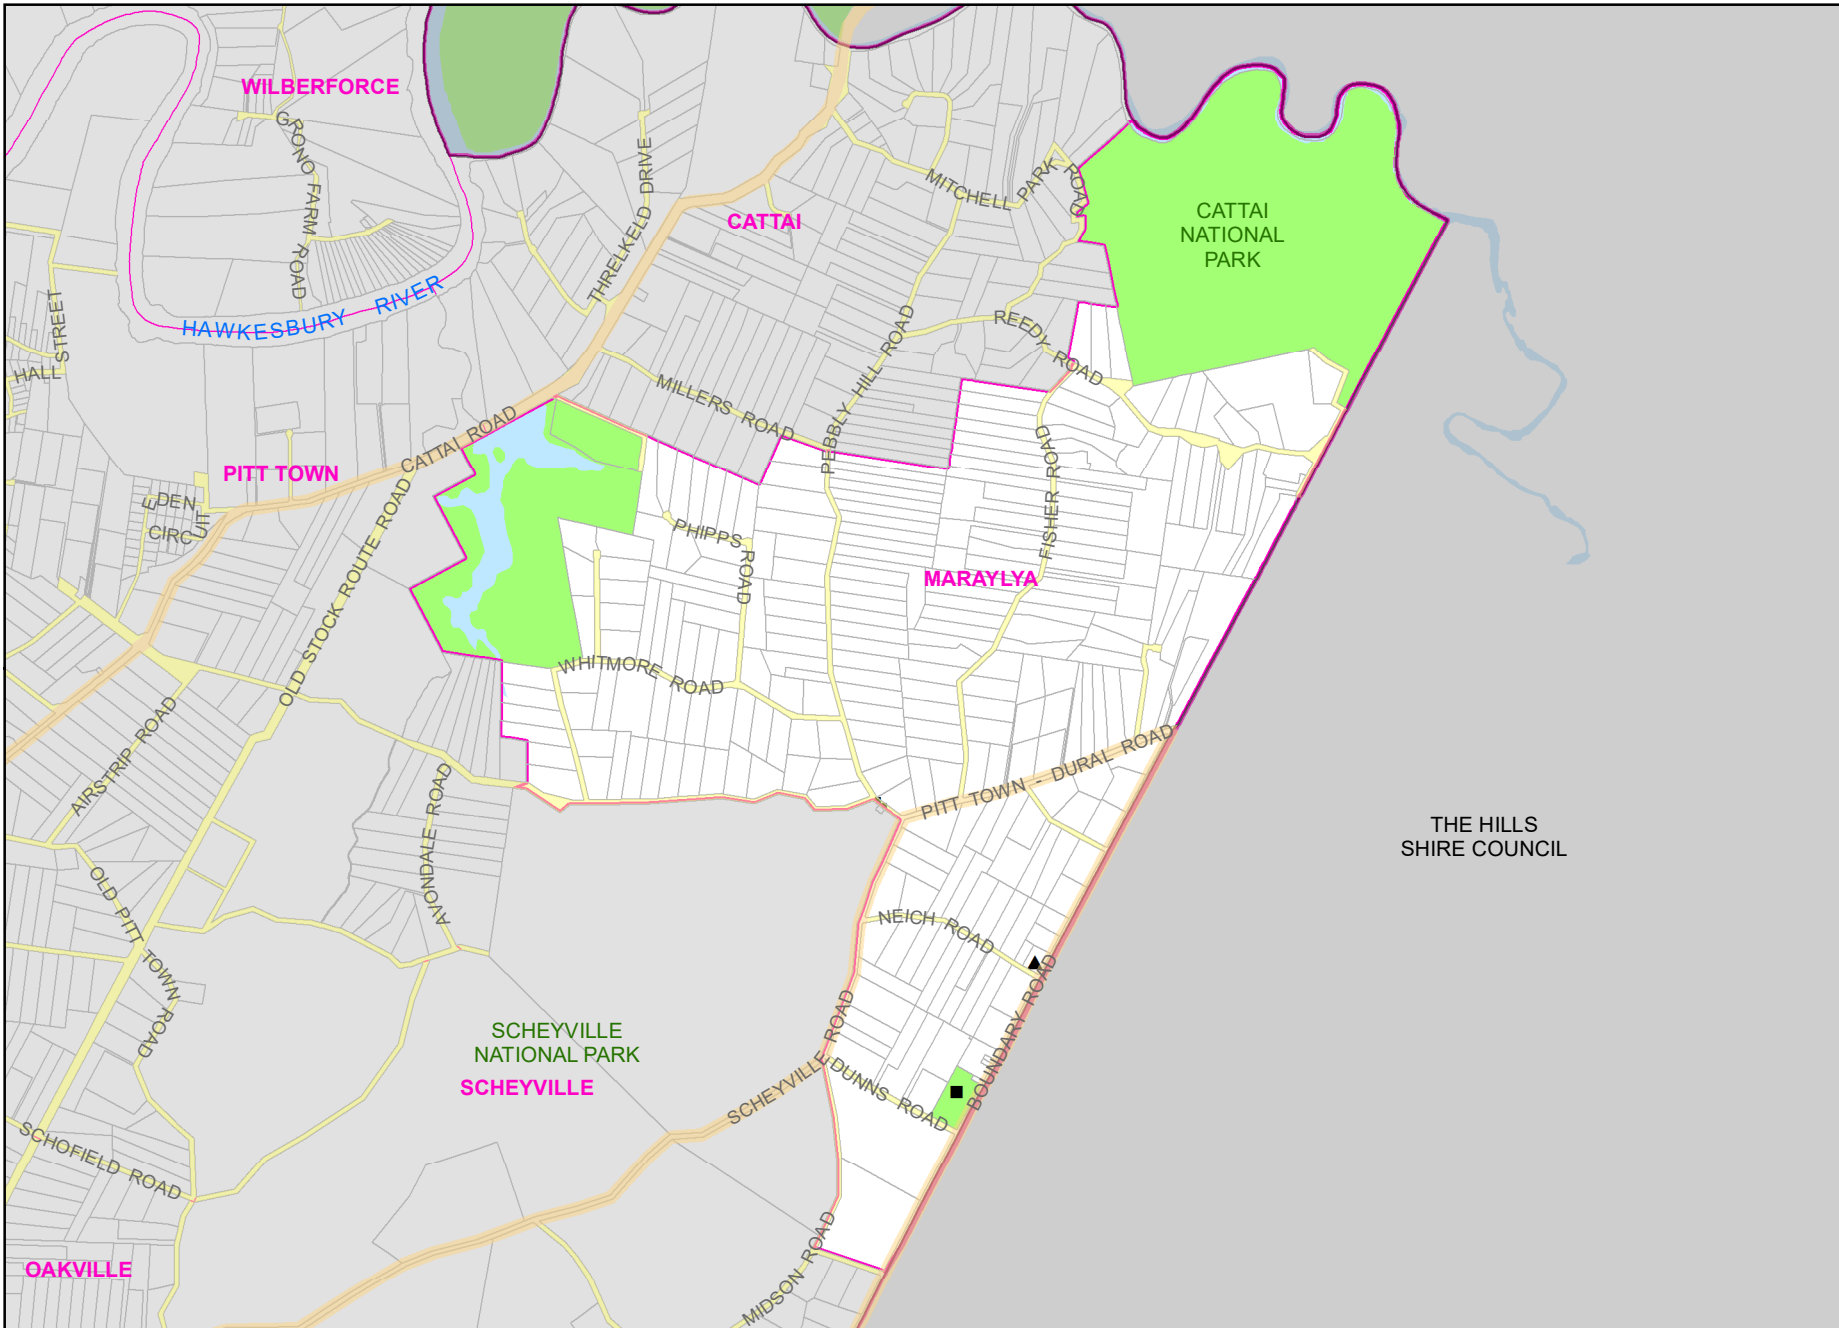 WILBERFORCE
GRONO FARM ROAD
THRELKELD DRIVE
MITCHELL PARK ROAD
CATTAI
CATTAI
NATIONAL
PARK
HAWKESBURY RIVER
HALL STREET
REEDY ROAD
PEBBLY HILL ROAD
MILLERS ROAD
CATTAI ROAD
PITT TOWN
EDEN
CIRCUIT
OLD STOCK ROUTE ROAD
PHIPPS ROAD
FISHER ROAD
MARAYLYA
WHITMORE ROAD
AIRSTRIP ROAD
PITT TOWN - DURAL ROAD
AVONDALE ROAD
THE HILLS
SHIRE COUNCIL
OLD PITT TOWN ROAD
NEICH ROAD
BOUNDARY ROAD
SCHEYVILLE
NATIONAL PARK
SCHEYVILLE
SCHEYVILLE ROAD
DUNNS ROAD
SCHOFIELD ROAD
OAKVILLE
MIDSON ROAD